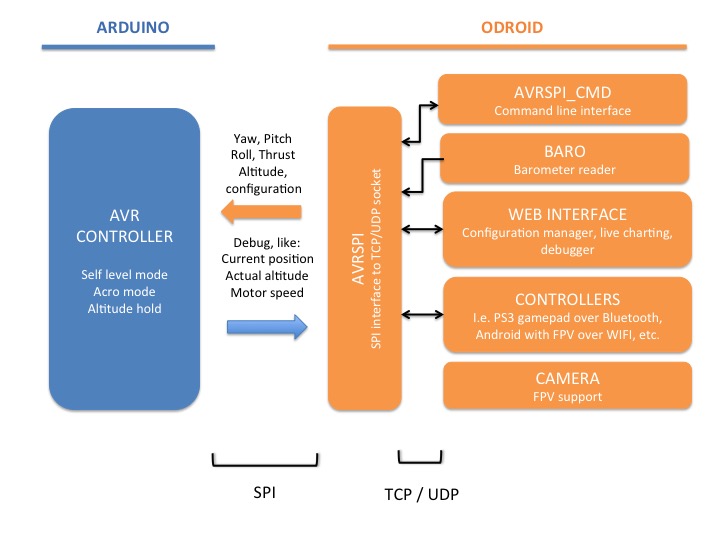 ARDUINO
ODROID
AVR
CONTROLLER
Self level mode
Acro mode
Altitude hold
Yaw, Pitch
Roll, Thrust
Altitude,
configuration
Debug, like:
Current position
Actual altitude
Motor speed
AVRSPI
SPI interface to TCP/UDP socket
AVRSPI_CMD
Command line interface
BARO
Barometer reader
WEB INTERFACE
Configuration manager, live charting,
debugger
CONTROLLERS
I.e. PS3 gamepad over Bluetooth,
Android with FPV over WIFI, etc.
CAMERA
FPV support
SPI
TCP / UDP